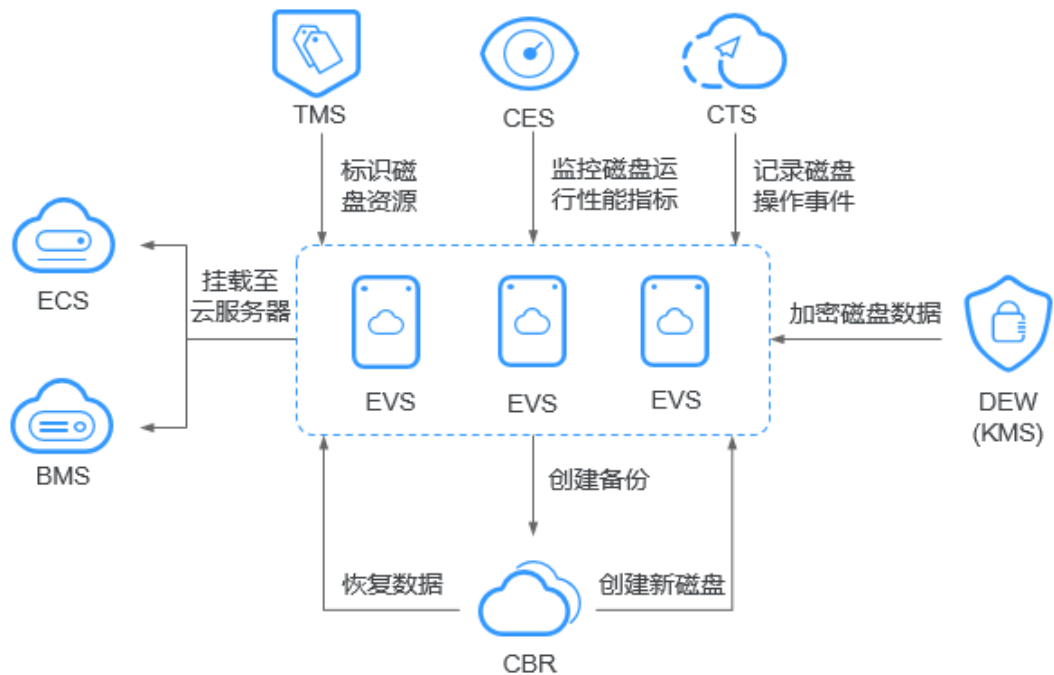 TMS
CES
CTS
标识磁
盘资源
监控磁盘运
行性能指标
记录磁盘
操作事件
ECS
挂载至
云服务器
BMS
EVS
EVS
EVS
加密磁盘数据
DEW
(KMS)
创建备份
恢复数据
创建新磁盘
CBR